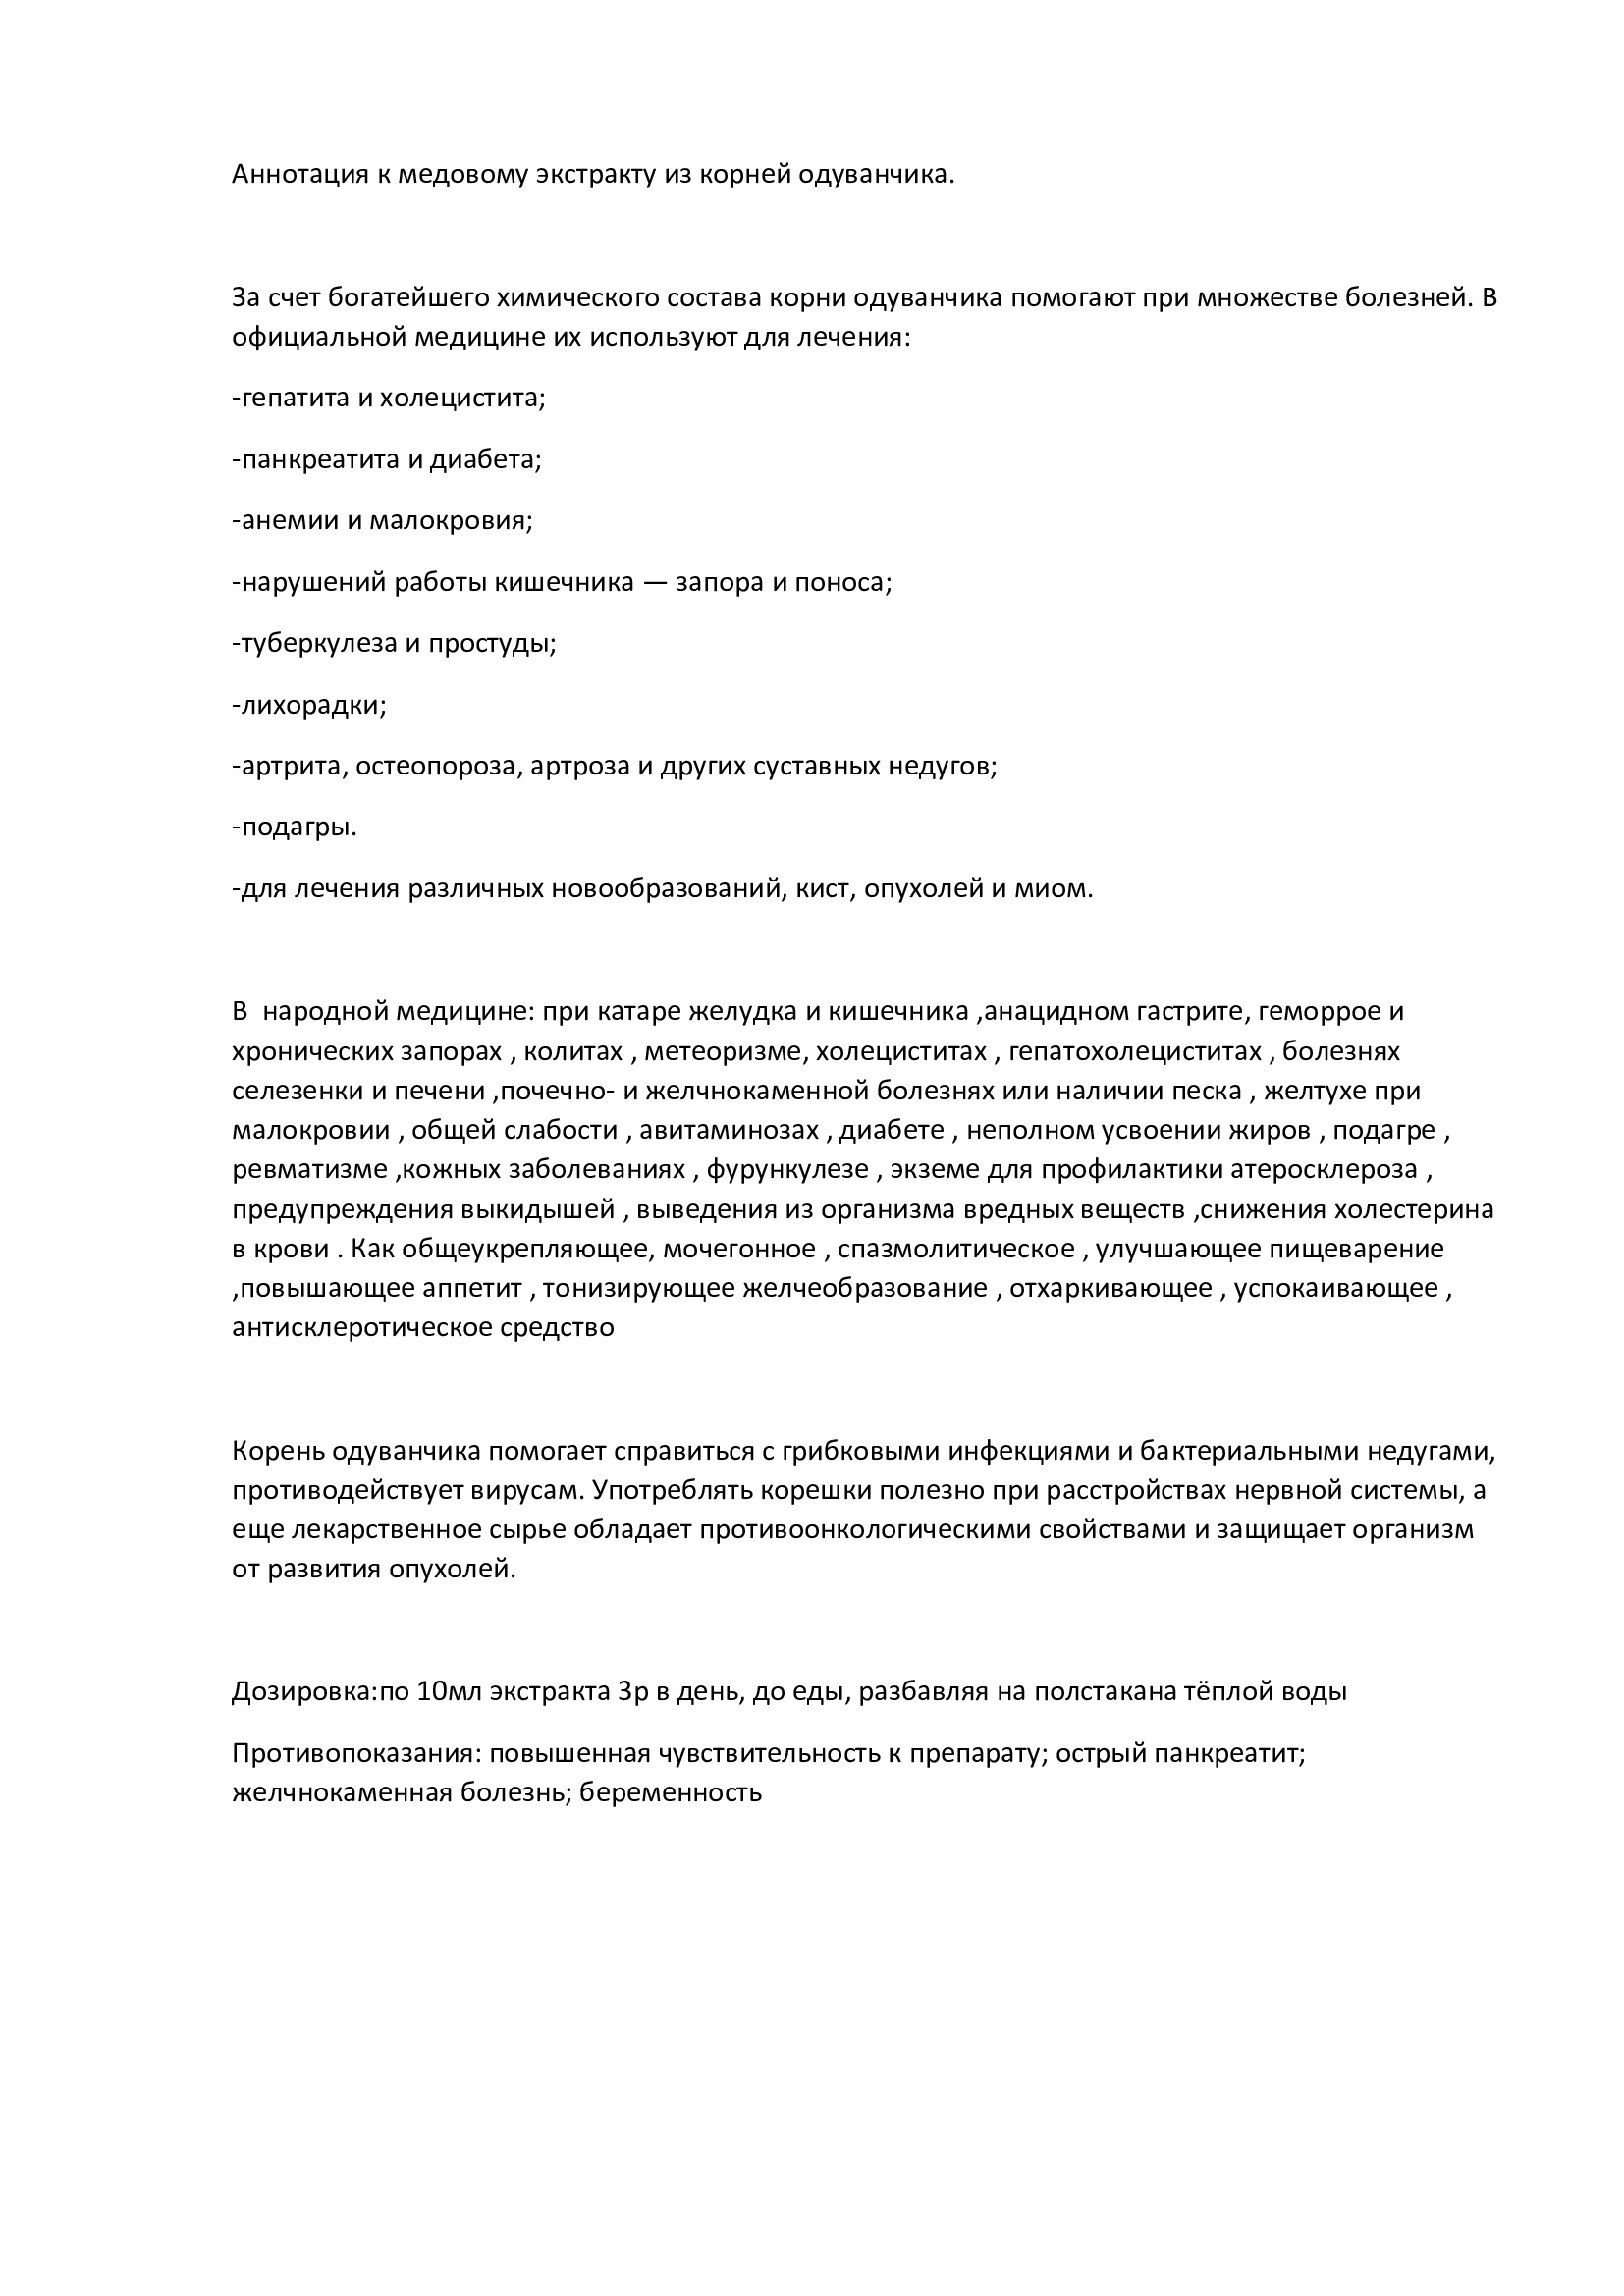 Аннотация к медовому экстракту из корней одуванчика.
За счет богатейшего химического состава корни одуванчика помогают при множестве болезней. В
официальной медицине их используют для лечения:
-гепатита и холецистита;
-панкреатита и диабета;
-анемии и малокровия;
-нарушений работы кишечника — запора и поноса;
-туберкулеза и простуды;
-лихорадки;
-артрита, остеопороза, артроза и других суставных недугов;
-подагры.
-для лечения различных новообразований, кист, опухолей и миом.
В  народной медицине: при катаре желудка и кишечника ,анацидном гастрите, геморрое и
хронических запорах , колитах , метеоризме, холециститах , гепатохолециститах , болезнях
селезенки и печени ,почечно- и желчнокаменной болезнях или наличии песка , желтухе при
малокровии , общей слабости , авитаминозах , диабете , неполном усвоении жиров , подагре ,
ревматизме ,кожных заболеваниях , фурункулезе , экземе для профилактики атеросклероза ,
предупреждения выкидышей , выведения из организма вредных веществ ,снижения холестерина
в крови . Как общеукрепляющее, мочегонное , спазмолитическое , улучшающее пищеварение
,повышающее аппетит , тонизирующее желчеобразование , отхаркивающее , успокаивающее ,
антисклеротическое средство
Корень одуванчика помогает справиться с грибковыми инфекциями и бактериальными недугами,
противодействует вирусам. Употреблять корешки полезно при расстройствах нервной системы, а
еще лекарственное сырье обладает противоонкологическими свойствами и защищает организм
от развития опухолей.
Дозировка:по 10мл экстракта 3р в день, до еды, разбавляя на полстакана тёплой воды
Противопоказания: повышенная чувствительность к препарату; острый панкреатит;
желчнокаменная болезнь; беременность